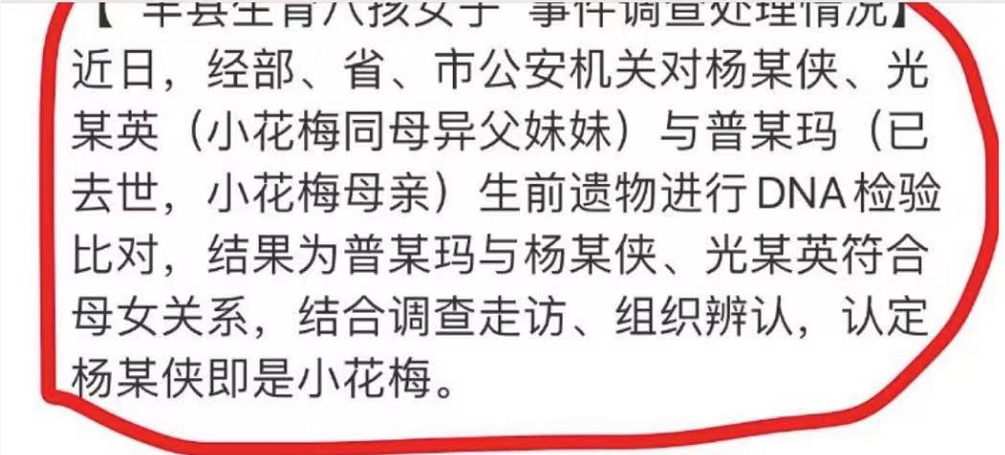 【"丰县生育八孩女子"事件调查处理情况】
近日，经部、省、市公安机关对杨某侠、光
某英（小花梅同母异父妹妹）与普某玛（已
去世，小花梅母亲）生前遗物进行DNA检验
比对，结果为普某玛与杨某侠、光某英符合
母女关系，结合调查走访、组织辨认，认定
杨某侠即是小花梅。